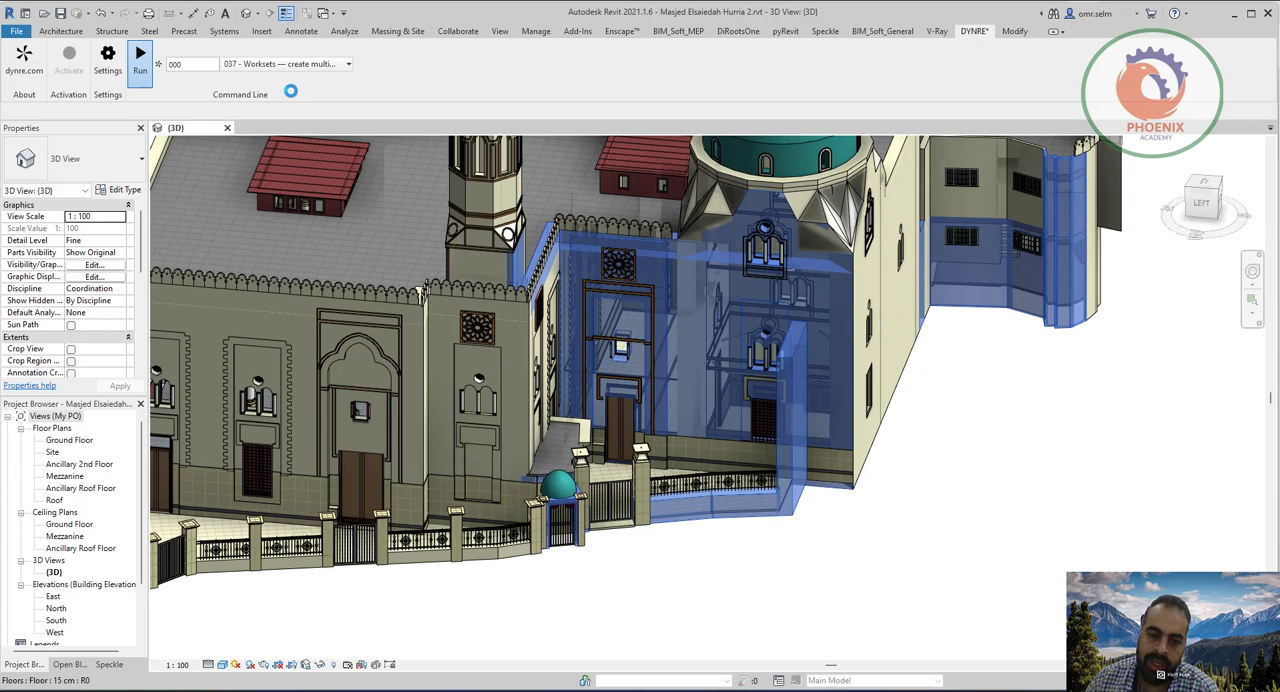 Autodesk Revit 2021.1.6 - Masjed Elsaiedah Hurria 2.rvt - 3D View: {3D}
omr.selm
File Architecture Structure Steel Precast Systems Insert Annotate Analyze Massing & Site Collaborate View Manage Add-Ins Enscape™ BIM_Soft_MEP DiRootsOne pyRevit Speckle BIM_Soft_General V-Ray DYNRE* Modify
dynre.com Activate Settings Run 000 037 - Worksets — create multi...
About Activation Settings Command Line
PHOENIX
ACADEMY
Properties
{3D}
3D View
3D View: {3D} Edit Type
Graphics
View Scale 1 : 100
Scale Value 1: 100
Detail Level Fine
Parts Visibility Show Original
Visibility/Grap... Edit...
Graphic Displ... Edit...
Discipline Coordination
Show Hidden ... By Discipline
Default Analy... None
Sun Path
Extents
Crop View
Crop Region ...
Annotation Cr...
Properties help Apply
LEFT
Project Browser - Masjed Elsaiedah...
Views (My PO)
Floor Plans
Ground Floor
Site
Ancillary 2nd Floor
Mezzanine
Ancillary Roof Floor
Roof
Ceiling Plans
Ground Floor
Mezzanine
Ancillary Roof Floor
3D Views
{3D}
Elevations (Building Elevation
East
North
South
West
Legends
Project Br... Open Bl... Speckle
1 : 100
Floors : Floor : 15 cm : R0
:0
Main Model